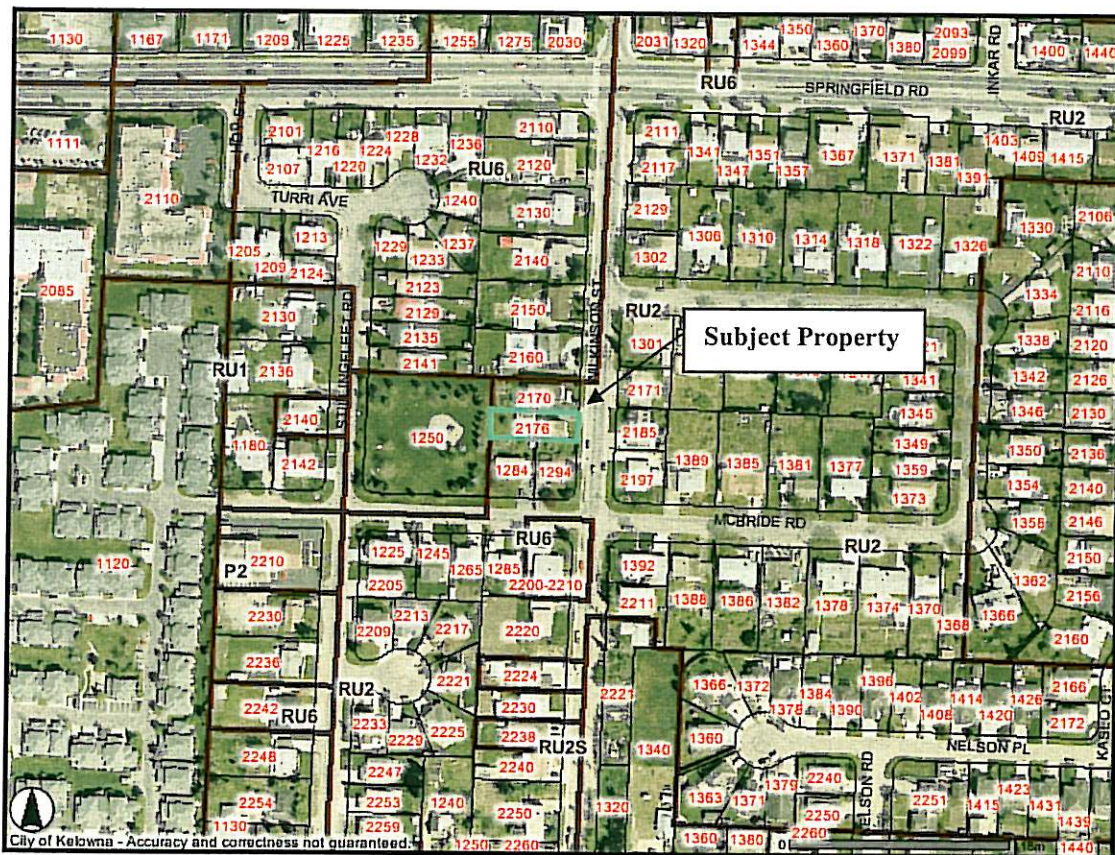 1130 1167 1171 1209 1225 1235 1255 1275 2030 2031 1320 1344 1350 1360 1370 1380 2093 2099 1400 1440
RU6 SPRINGFIELD RD RU2
1111 2110 2101 2107 1216 1220 1224 1228 1232 1236 RU6 2110 2120 2111 2117 1341 1347 1351 1357 1367 1371 1381 1391 1403 1409 1415
TURRI AVE 1240 2130 2129 1306 1310 1314 1318 1322 1326 1330 2106
1205 1209 1213 2124 1229 1233 1237 2140 1302 2110
2085 2123 2129 2135 2141 2150 2160 RU2 1301 1334 2116
2130 2136 RU1 1338 2120
Subject Property
1341 1342 2126
2140 2142 1180 1250 2170 2176 2171 2185 1345 1346 2130
1284 1294 2197 1389 1385 1381 1377 1349 1359 1373 1350 1354 2136 2140
MCBRIDE RD 1358 2146
1120 P2 2210 1225 1245 1265 1285 RU6 2200-2210 1392 RU2 2150
2205 2211 1388 1386 1382 1378 1374 1370 1368 1362 1366 2156
2230 2209 2213 2217 2220 2160
2236 2221 2224 2221 1366 1372 1378 1384 1390 1396 1402 1408 1414 1420 1426 2166
2242 RU6 RU2 2233 2229 2225 2230 2238 RU2S 1340 1360 NELSON PL 2172
2248 2247 2240 1379 2240
2254 2253 1240 2250 1320 1363 1371 2250 2251 1415 1423 1431 1439
1130 2259 1250 2260 1360 1380 2260 1440
City of Kelowna - Accuracy and correctness not guaranteed.